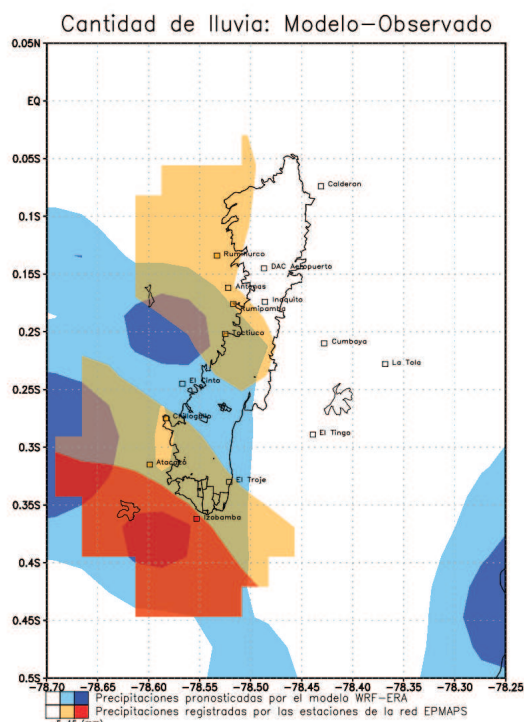 Cantidad de lluvia: Modelo-Observado
0.05N
EQ
0.05S
Calderon
0.1S
Rumihurco
DAC Aeropuerto
0.15S
Antenas
Inaquito
Rumipamba
0.2S
Toctiuco
Cumbaya
La Tola
El Cinto
0.25S
Chilogallo
El Tingo
0.3S
Atacazo
El Troje
0.35S
Izobamba
0.4S
0.45S
0.5S
-78.70 -78.65 -78.60 -78.55 -78.50 -78.45 -78.40 -78.35 -78.30 -78.25
Precipitaciones pronosticadas por el modelo WRF-ERA
Precipitaciones registradas por las estaciones de la red EPMAPS